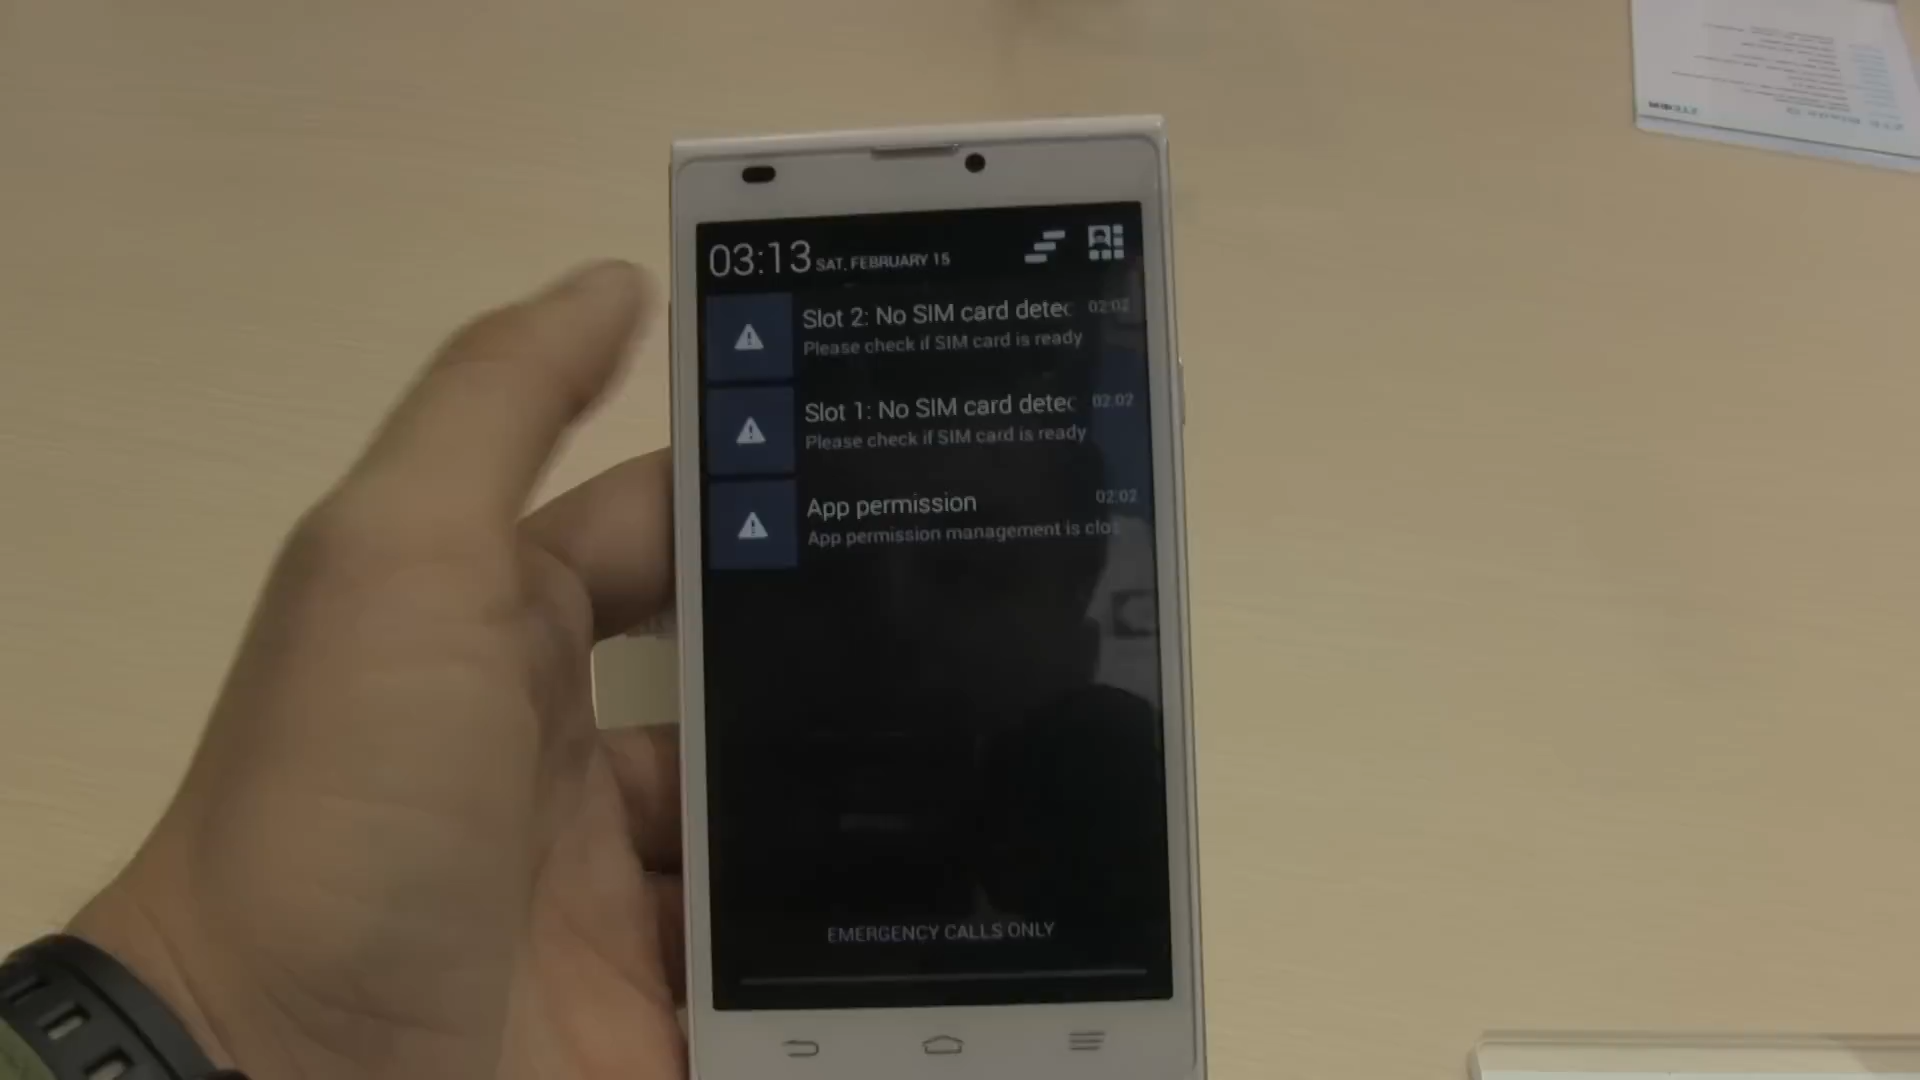 03:13 SAT, FEBRUARY 15
Slot 2: No SIM card detec 02:02
Please check if SIM card is ready
Slot 1: No SIM card detec 02:02
Please check if SIM card is ready
App permission 02:02
App permission management is clo
EMERGENCY CALLS ONLY